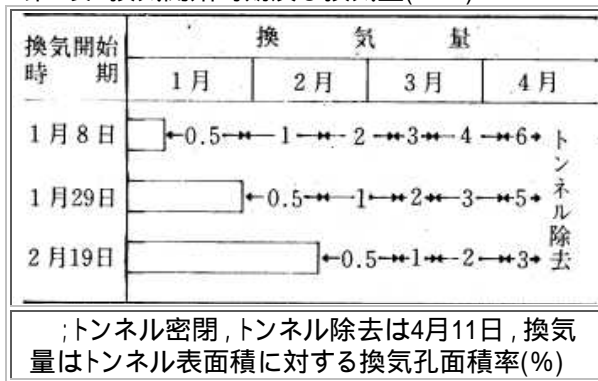 換気開始時期 換気量
1月 2月 3月 4月
1月8日 ←0.5→←1→←2→←3→←4→←6→
1月29日 ←0.5→←1→←2→←3→←5→
2月19日 ←0.5→←1→←2→←3→
トンネル除去
;トンネル密閉,トンネル除去は4月11日,換気
量はトンネル表面積に対する換気孔面積率(%)